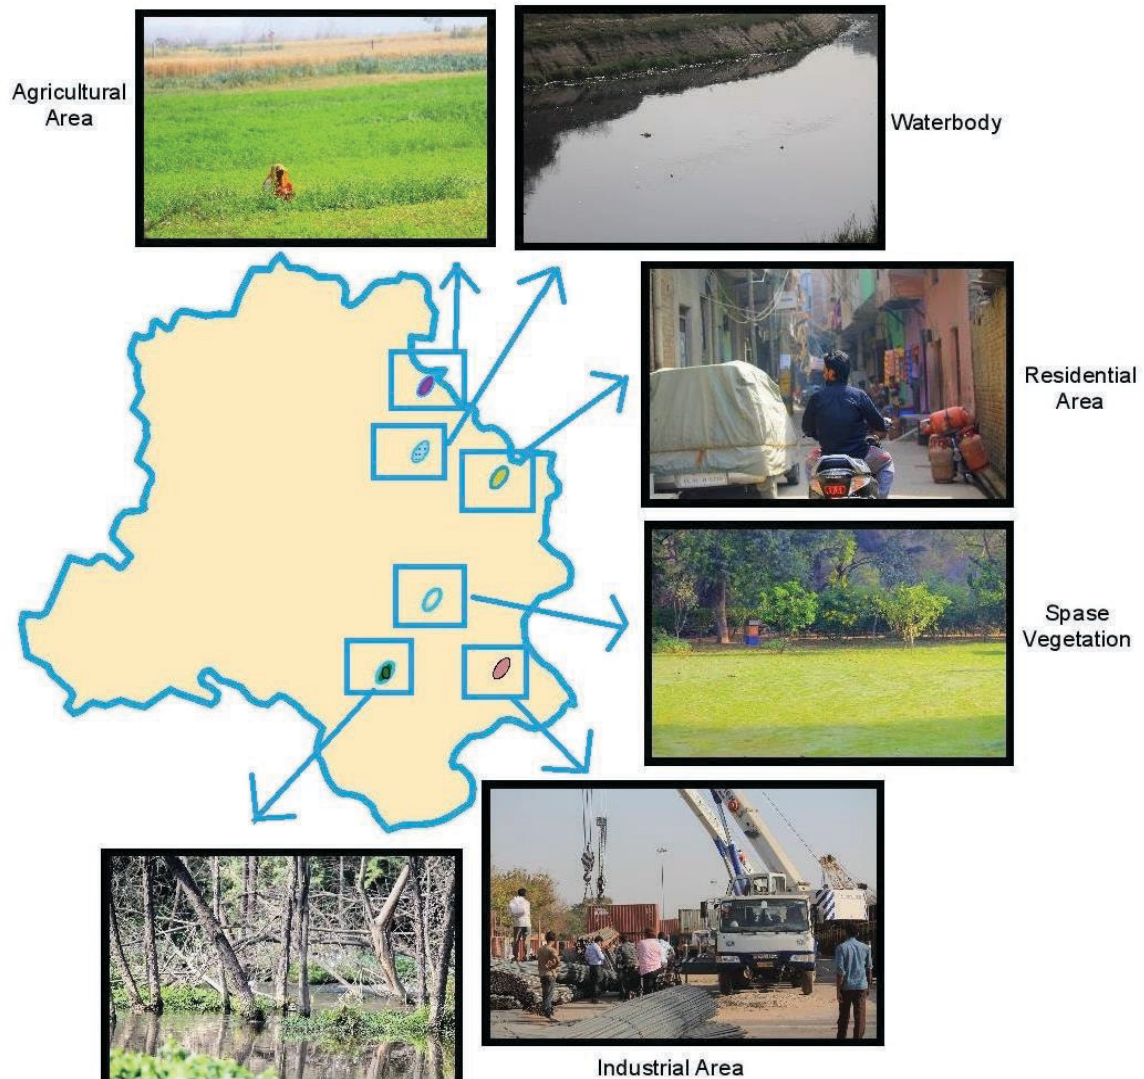 Agricultural
Area
Waterbody
Residential
Area
Spase
Vegetation
Industrial Area